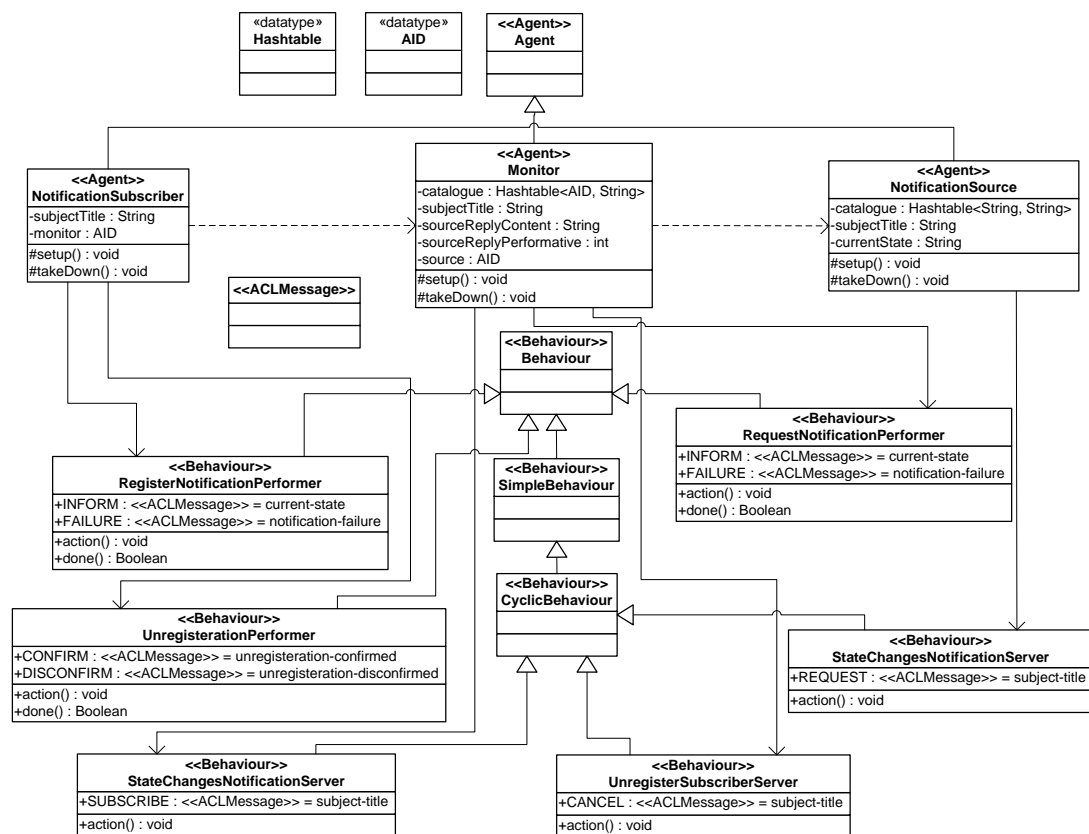 «datatype»
Hashtable
«datatype»
AID
<<Agent>>
Agent
<<Agent>>
NotificationSubscriber
-subjectTitle : String
-monitor : AID
#setup() : void
#takeDown() : void
<<Agent>>
Monitor
-catalogue : Hashtable<AID, String>
-subjectTitle : String
-sourceReplyContent : String
-sourceReplyPerformative : int
-source : AID
#setup() : void
#takeDown() : void
<<Agent>>
NotificationSource
-catalogue : Hashtable<String, String>
-subjectTitle : String
-currentState : String
#setup() : void
#takeDown() : void
<<ACLMessage>>
<<Behaviour>>
Behaviour
<<Behaviour>>
RequestNotificationPerformer
+INFORM : <<ACLMessage>> = current-state
+FAILURE : <<ACLMessage>> = notification-failure
+action() : void
+done() : Boolean
<<Behaviour>>
RegisterNotificationPerformer
+INFORM : <<ACLMessage>> = current-state
+FAILURE : <<ACLMessage>> = notification-failure
+action() : void
+done() : Boolean
<<Behaviour>>
SimpleBehaviour
<<Behaviour>>
CyclicBehaviour
<<Behaviour>>
UnregisterationPerformer
+CONFIRM : <<ACLMessage>> = unregisteration-confirmed
+DISCONFIRM : <<ACLMessage>> = unregisteration-disconfirmed
+action() : void
+done() : Boolean
<<Behaviour>>
StateChangesNotificationServer
+REQUEST : <<ACLMessage>> = subject-title
+action() : void
<<Behaviour>>
StateChangesNotificationServer
+SUBSCRIBE : <<ACLMessage>> = subject-title
+action() : void
<<Behaviour>>
UnregisterSubscriberServer
+CANCEL : <<ACLMessage>> = subject-title
+action() : void